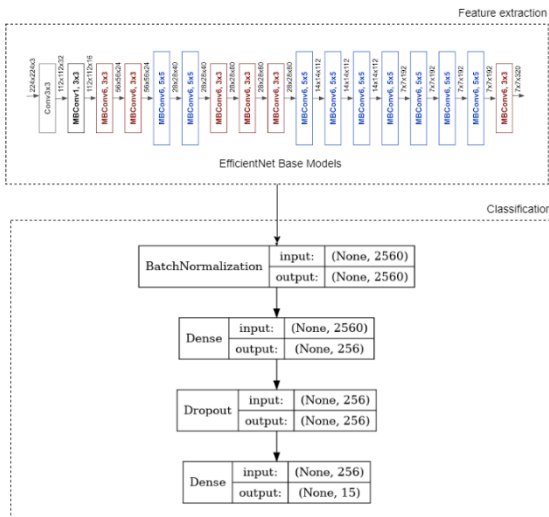 Feature extraction
224x224x3
Conv3x3
112x112x32
MBConv1, 3x3
112x112x16
MBConv6, 3x3
56x56x24
MBConv6, 3x3
56x56x24
MBConv6, 5x5
28x28x40
MBConv6, 5x5
28x28x40
MBConv6, 3x3
28x28x80
MBConv6, 3x3
28x28x80
MBConv6, 3x3
28x28x80
MBConv6, 5x5
14x14x112
MBConv6, 5x5
14x14x112
MBConv6, 5x5
14x14x112
MBConv6, 5x5
7x7x192
MBConv6, 5x5
7x7x192
MBConv6, 5x5
7x7x192
MBConv6, 5x5
7x7x192
MBConv6, 3x3
7x7x320
EfficientNet Base Models
Classification
BatchNormalization
input: (None, 2560)
output: (None, 2560)
Dense
input: (None, 2560)
output: (None, 256)
Dropout
input: (None, 256)
output: (None, 256)
Dense
input: (None, 256)
output: (None, 15)